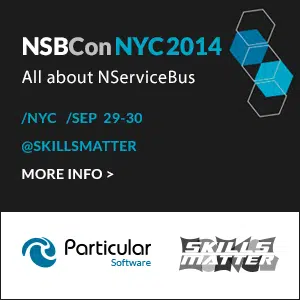 NSBCon NYC 2014
All about NServiceBus
/NYC /SEP 29-30
@SKILLSMATTER
MORE INFO >
Particular
Software
SKILLS
MATTER